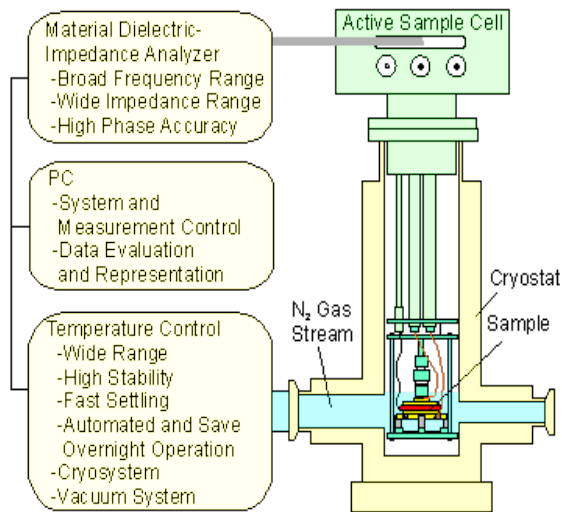 Material Dielectric-
Impedance Analyzer
-Broad Frequency Range
-Wide Impedance Range
-High Phase Accuracy
Active Sample Cell
PC
-System and
Measurement Control
-Data Evaluation
and Representation
Temperature Control
-Wide Range
-High Stability
-Fast Settling
-Automated and Save
Overnight Operation
-Cryosystem
-Vacuum System
N₂ Gas
Stream
Cryostat
Sample